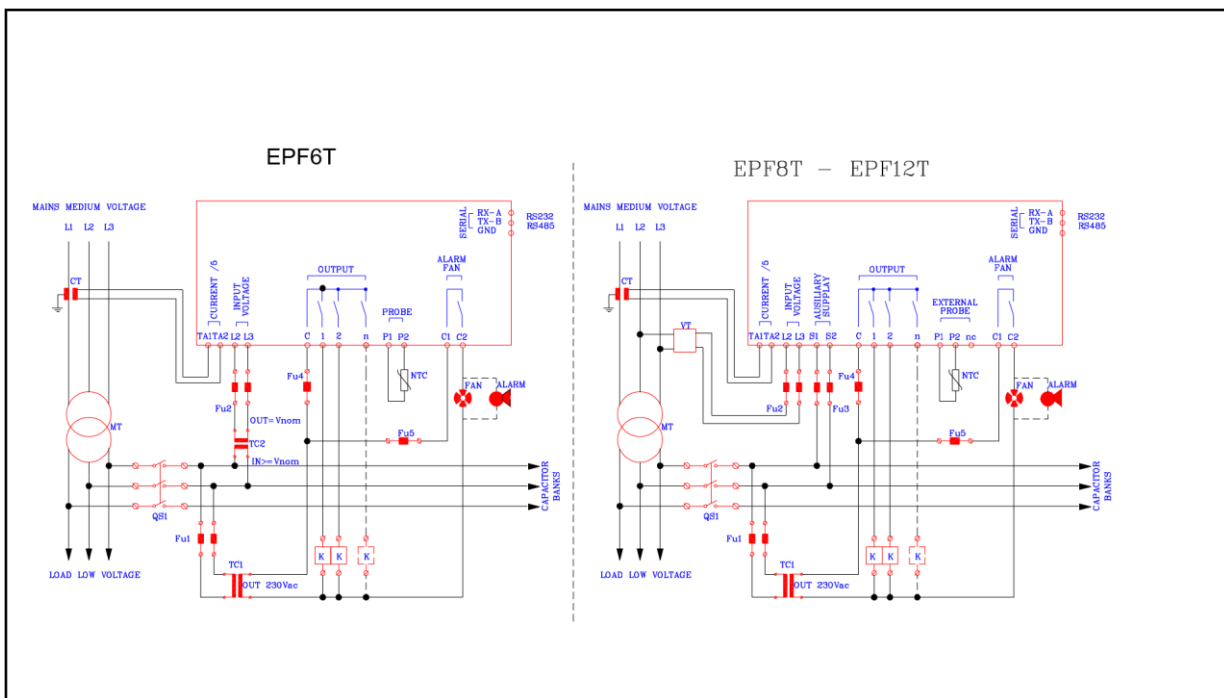 EPF6T
MAINS MEDIUM VOLTAGE
L1 L2 L3
CT
CURRENT /5
INPUT
VOLTAGE
OUTPUT
PROBE
ALARM
FAN
SERIAL
RX-A
TX-B
GND
RS232
RS485
TA1 TA2 L2 L3 C 1 2 n P1 P2 C1 C2
Fu4
NTC
FAN
ALARM
Fu2
MT
OUT=Vnom
TC2
IN>=Vnom
Fu5
QS1
CAPACITOR
BANKS
Fu1
K K K
LOAD LOW VOLTAGE
TC1
OUT 230Vac
EPF8T – EPF12T
MAINS MEDIUM VOLTAGE
L1 L2 L3
CT
VT
CURRENT /5
INPUT
VOLTAGE
AUXILIARY
SUPPLAY
OUTPUT
EXTERNAL
PROBE
ALARM
FAN
SERIAL
RX-A
TX-B
GND
RS232
RS485
TA1 TA2 L2 L3 S1 S2 C 1 2 n P1 P2 nc C1 C2
Fu4
NTC
FAN
ALARM
Fu2
Fu3
MT
Fu5
QS1
CAPACITOR
BANKS
Fu1
K K K
LOAD LOW VOLTAGE
TC1
OUT 230Vac